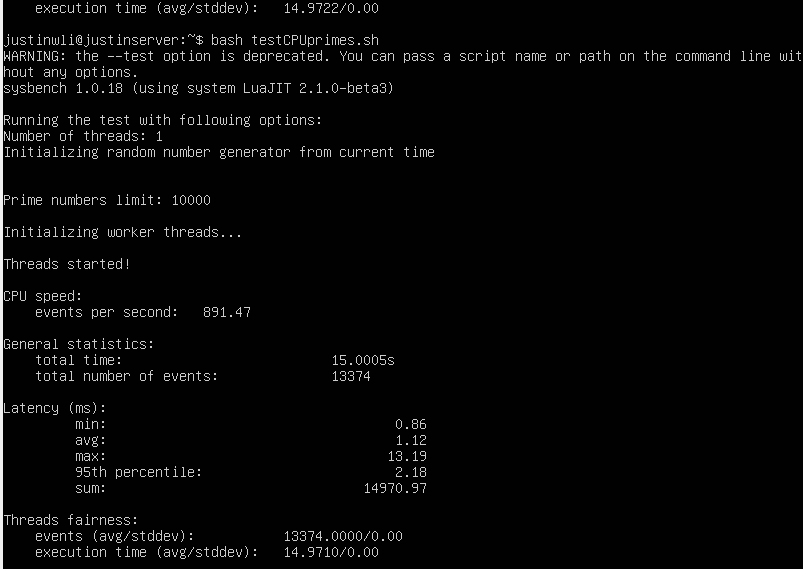 execution time (avg/stddev): 14.9722/0.00
justinwli@justinserver:~$ bash testCPUprimes.sh
WARNING: the --test option is deprecated. You can pass a script name or path on the command line wit
hout any options.
sysbench 1.0.18 (using system LuaJIT 2.1.0-beta3)
Running the test with following options:
Number of threads: 1
Initializing random number generator from current time
Prime numbers limit: 10000
Initializing worker threads...
Threads started!
CPU speed:
events per second: 891.47
General statistics:
total time: 15.0005s
total number of events: 13374
Latency (ms):
min: 0.86
avg: 1.12
max: 13.19
95th percentile: 2.18
sum: 14970.97
Threads fairness:
events (avg/stddev): 13374.0000/0.00
execution time (avg/stddev): 14.9710/0.00